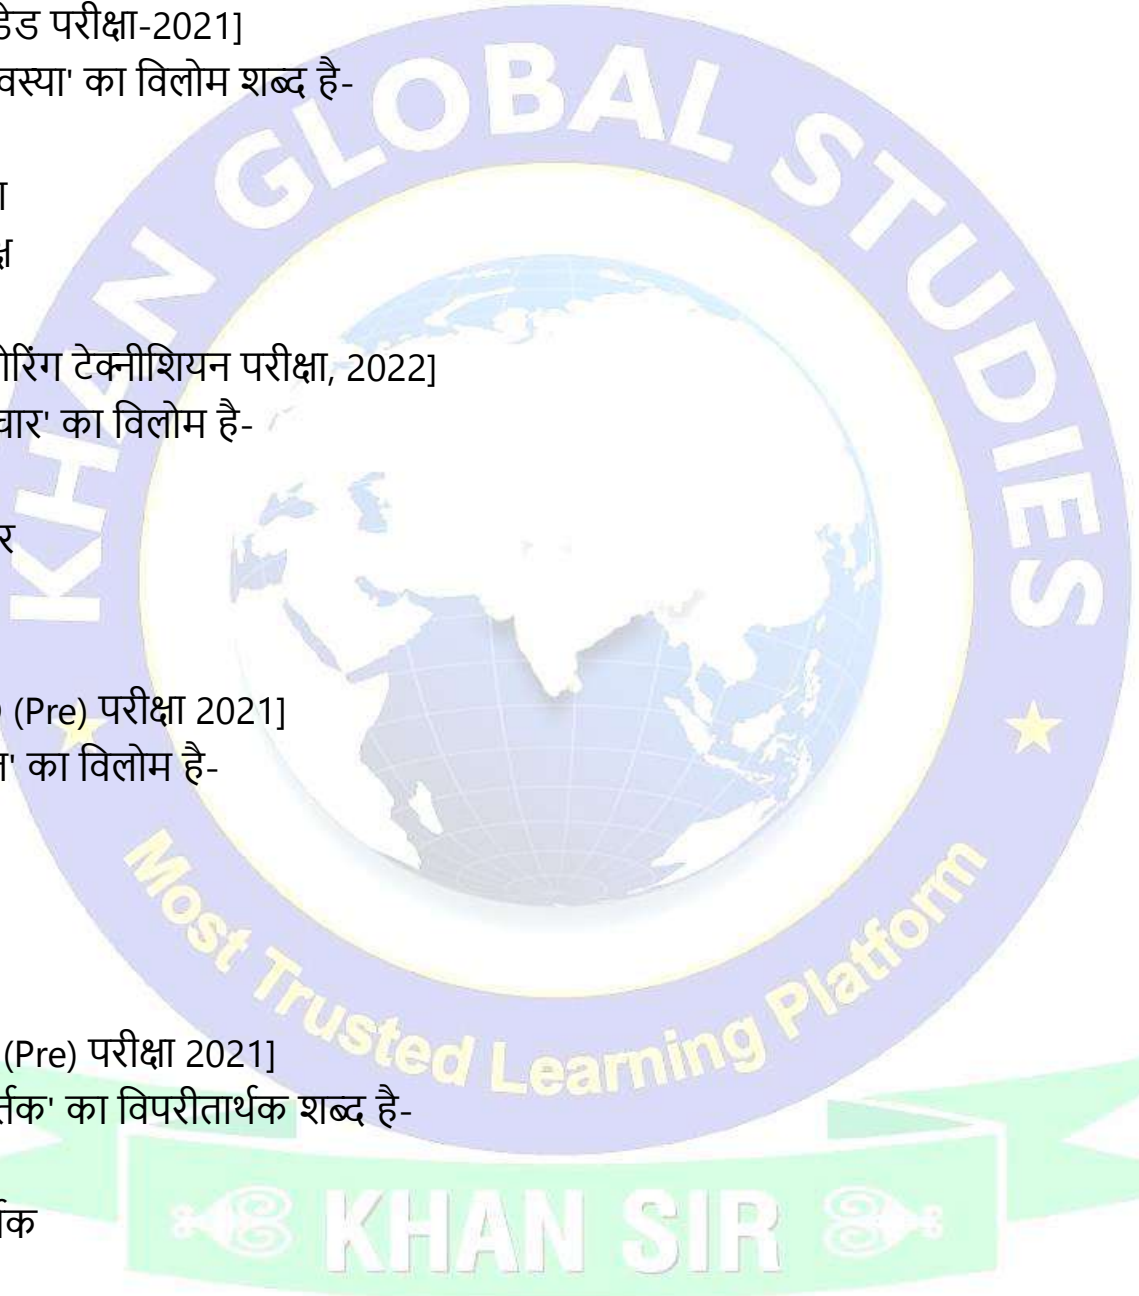 डेड परीक्षा-2021]
वस्या' का विलोम शब्द है-
ा
क्ष
ोरिंग टेक्नीशियन परीक्षा, 2022]
चार' का विलोम है-
र
(Pre) परीक्षा 2021]
' का विलोम है-
(Pre) परीक्षा 2021]
र्तक' का विपरीतार्थक शब्द है-
क
KHAN GLOBAL STUDIES
Most Trusted Learning Platform
KHAN SIR